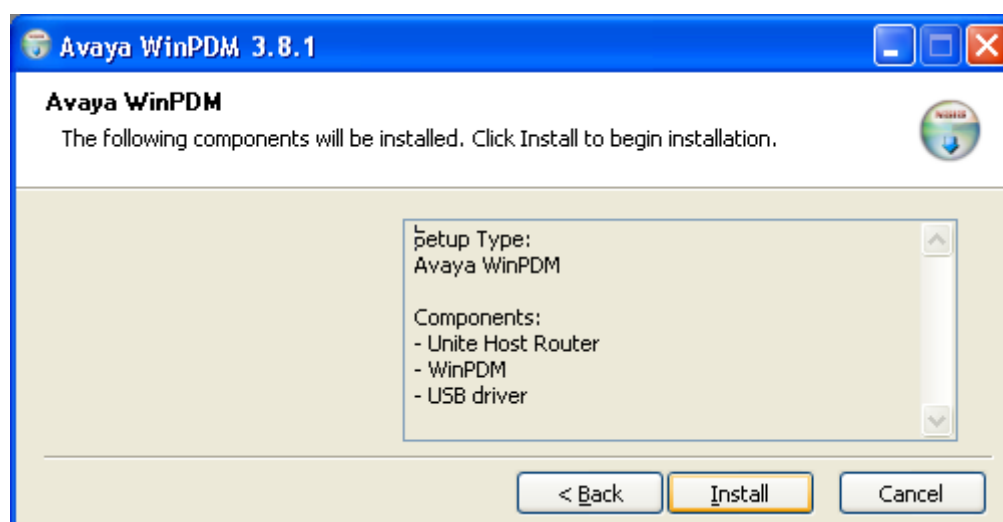 Avaya WinPDM 3.8.1
Avaya WinPDM
The following components will be installed. Click Install to begin installation.
Setup Type:
Avaya WinPDM
Components:
- Unite Host Router
- WinPDM
- USB driver
< Back
Install
Cancel